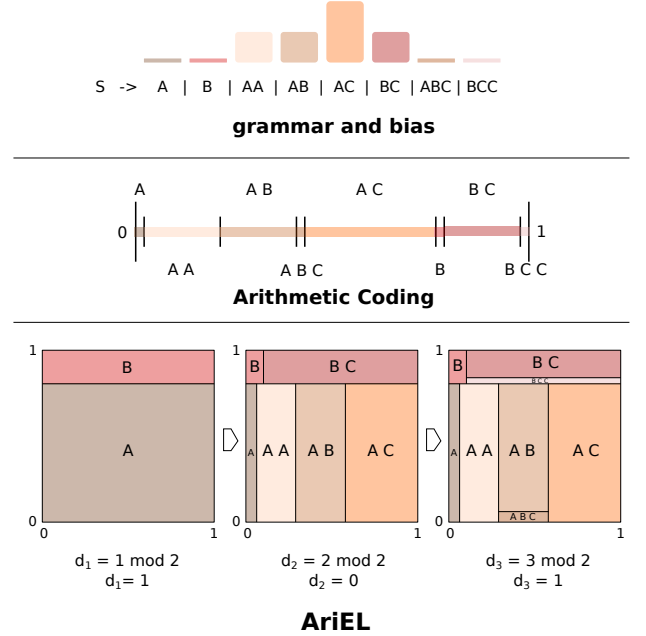 S -> A | B | AA | AB | AC | BC | ABC | BCC
grammar and bias
A A B A C B C
0 1
A A A B C B B C C
Arithmetic Coding
1 B A 0 0 1
1 B B C A A A A B A C 0 0 1
1 B B C B C C A A A A B A C A B C 0 0 1
d₁ = 1 mod 2 d₂ = 2 mod 2 d₃ = 3 mod 2
d₁= 1 d₂ = 0 d₃ = 1
AriEL